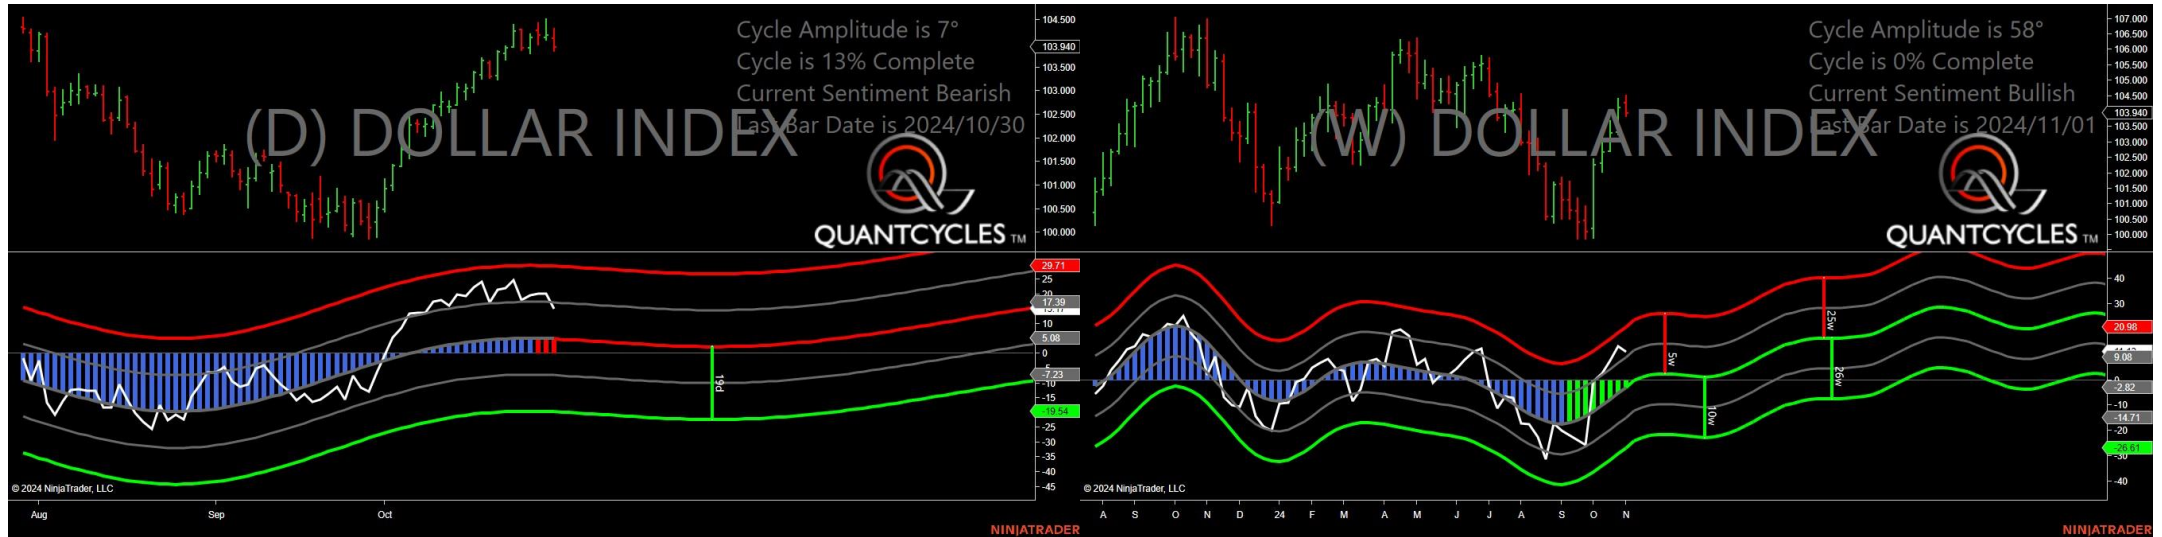 Cycle Amplitude is 7°
Cycle is 13% Complete
Current Sentiment Bearish
Last Bar Date is 2024/10/30
(D) DOLLAR INDEX
QUANTCYCLES TM
104.500
103.940
103.500
103.000
102.500
102.000
101.500
101.000
100.500
100.000
29.71
25
17.39
10
5.08
0
-7.23
-10
-15
-19.54
-25
-30
-35
-40
-45
19d
© 2024 NinjaTrader, LLC
Aug
Sep
Oct
NINJATRADER
Cycle Amplitude is 58°
Cycle is 0% Complete
Current Sentiment Bullish
Last Bar Date is 2024/11/01
(W) DOLLAR INDEX
QUANTCYCLES TM
107.000
106.500
106.000
105.500
105.000
104.500
103.940
103.500
103.000
102.500
102.000
101.500
101.000
100.500
100.000
40
30
20.98
9.08
0
-2.82
-10
-14.71
-20
-26.61
-30
-40
5w
10w
25w
26w
© 2024 NinjaTrader, LLC
A S O N D 24 F M A M J J A S O N
NINJATRADER